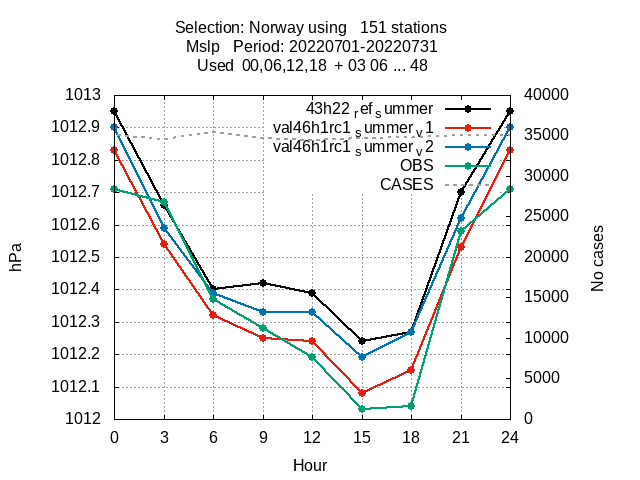 Selection: Norway using 151 stations
Mslp Period: 20220701-20220731
Used 00,06,12,18 + 03 06 ... 48
1013
1012.9
1012.8
1012.7
1012.6
1012.5
1012.4
1012.3
1012.2
1012.1
1012
hPa
43h22ref_summer
val46h1rc1summerv1
val46h1rc1summerv2
OBS
CASES
40000
35000
30000
25000
20000
15000
10000
5000
0
No cases
0 3 6 9 12 15 18 21 24
Hour